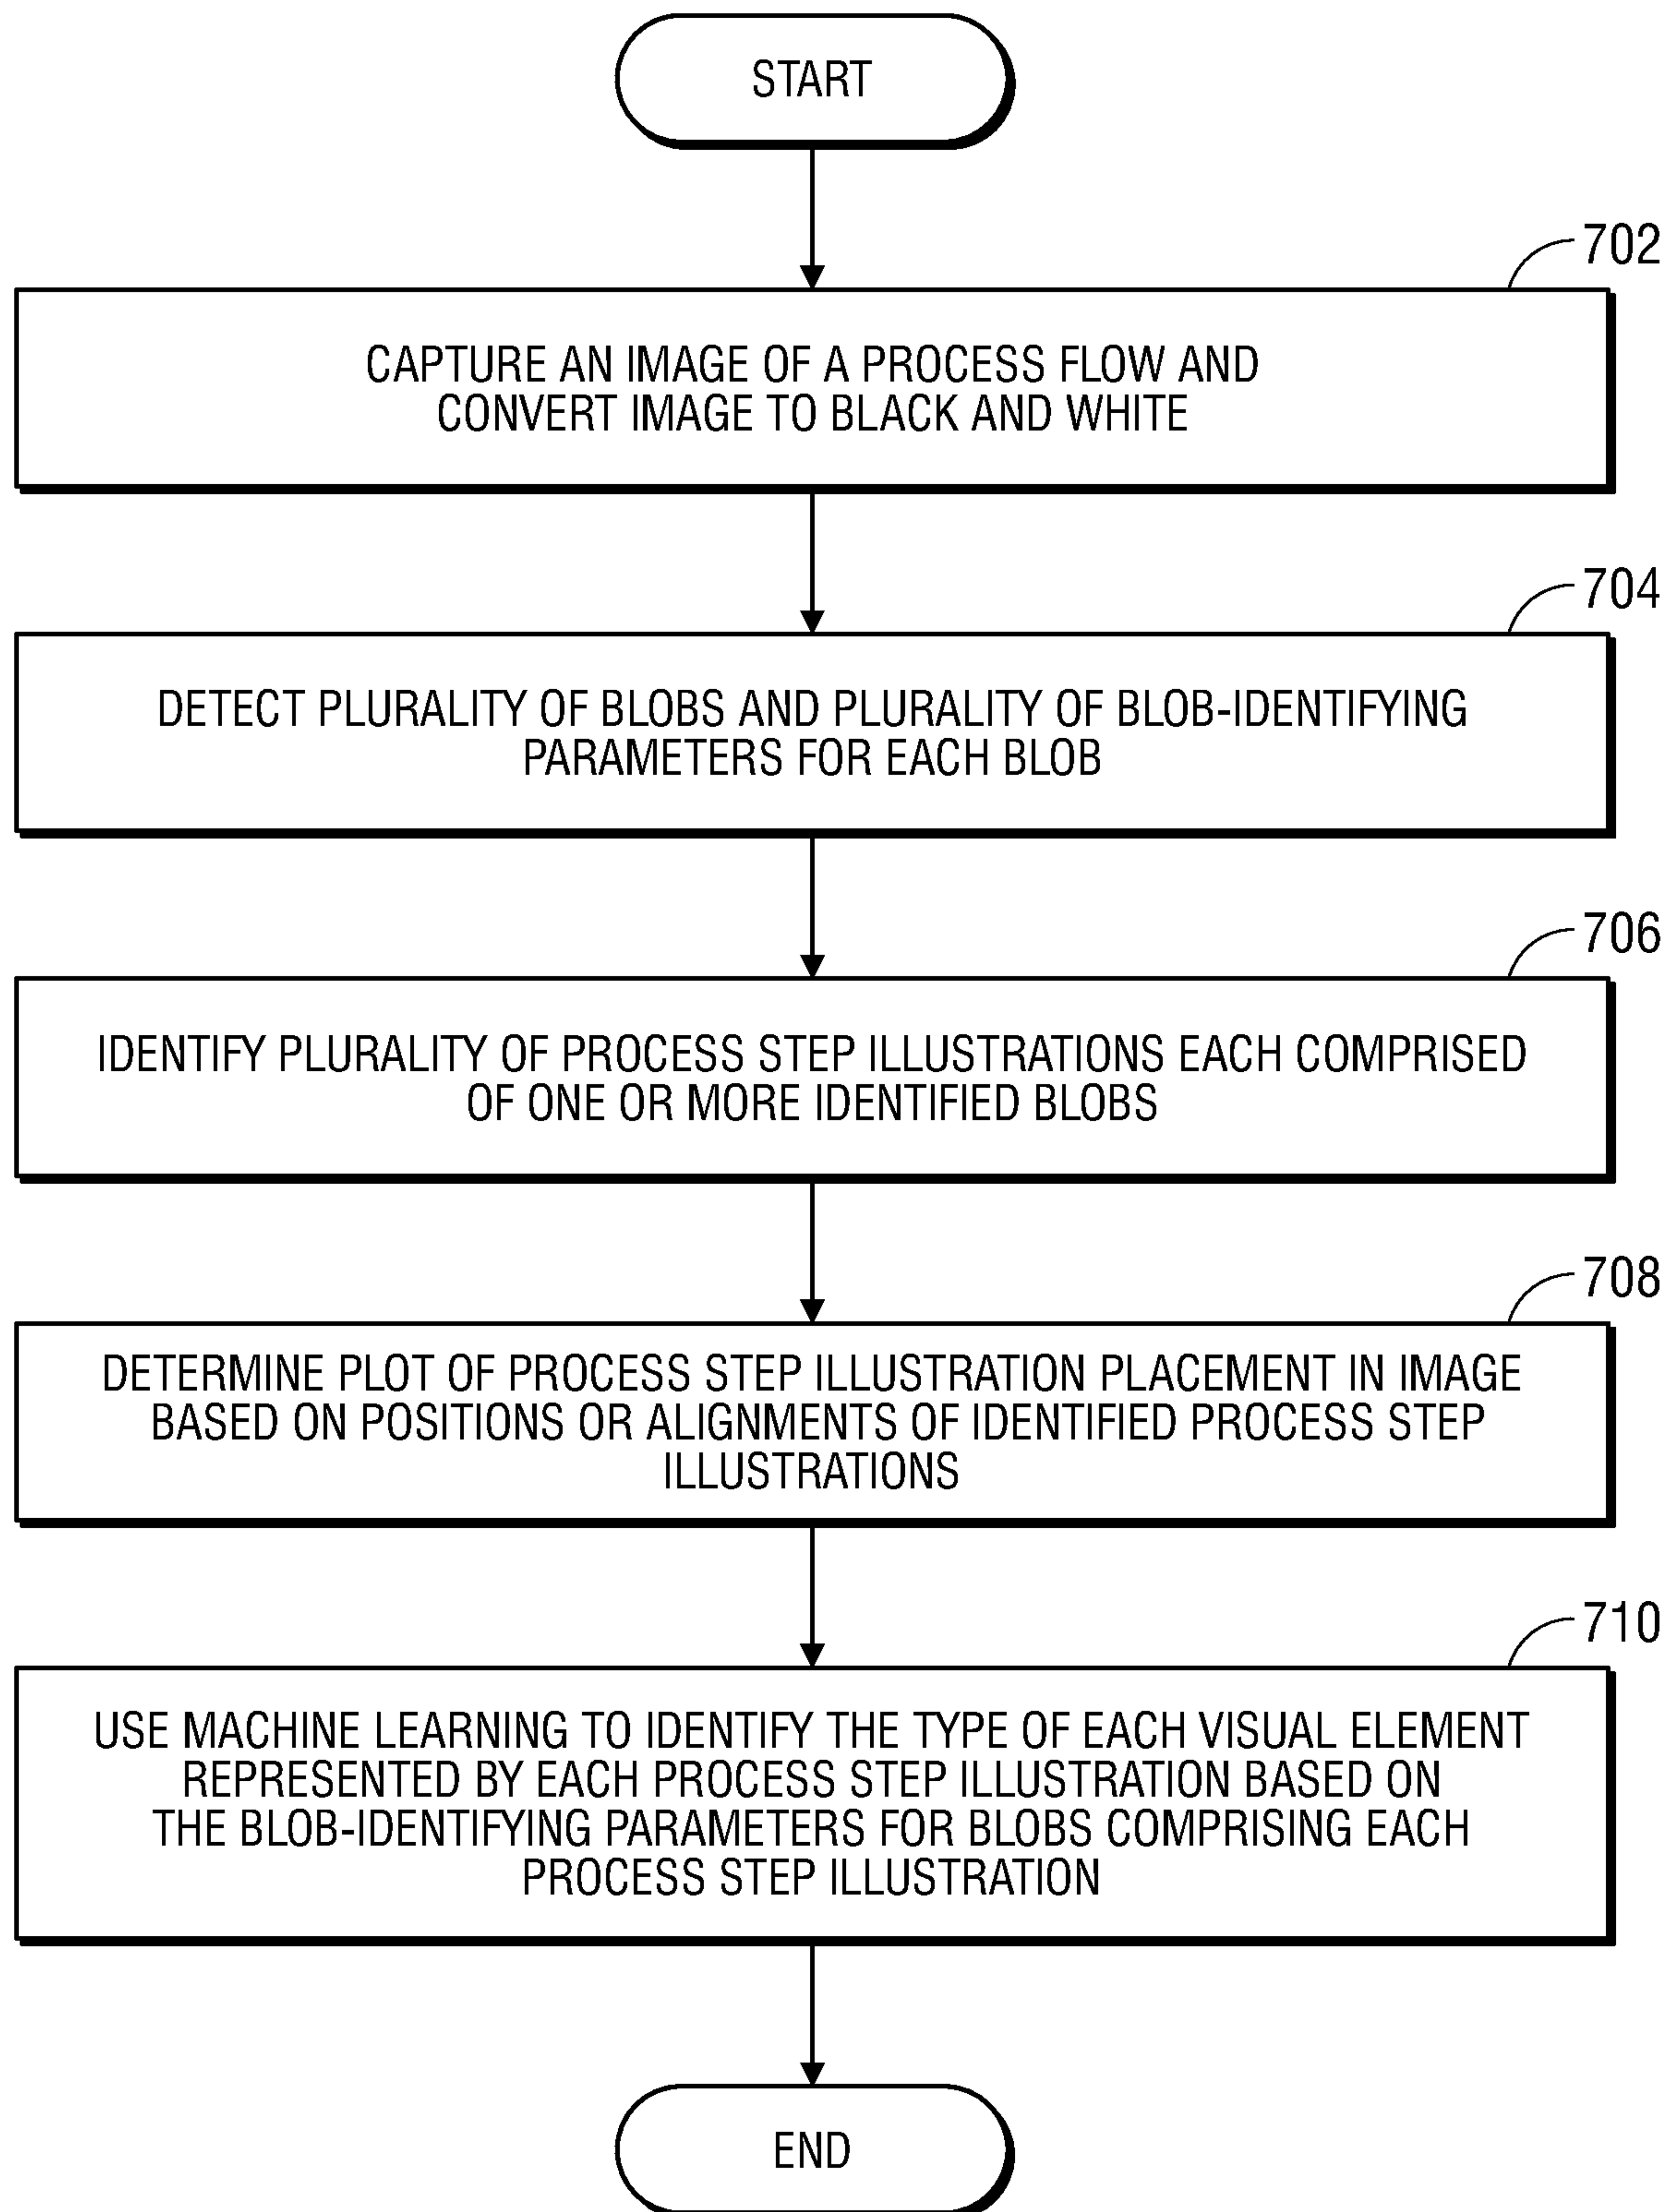 START
702
CAPTURE AN IMAGE OF A PROCESS FLOW AND
CONVERT IMAGE TO BLACK AND WHITE
704
DETECT PLURALITY OF BLOBS AND PLURALITY OF BLOB-IDENTIFYING
PARAMETERS FOR EACH BLOB
706
IDENTIFY PLURALITY OF PROCESS STEP ILLUSTRATIONS EACH COMPRISED
OF ONE OR MORE IDENTIFIED BLOBS
708
DETERMINE PLOT OF PROCESS STEP ILLUSTRATION PLACEMENT IN IMAGE
BASED ON POSITIONS OR ALIGNMENTS OF IDENTIFIED PROCESS STEP
ILLUSTRATIONS
710
USE MACHINE LEARNING TO IDENTIFY THE TYPE OF EACH VISUAL ELEMENT
REPRESENTED BY EACH PROCESS STEP ILLUSTRATION BASED ON
THE BLOB-IDENTIFYING PARAMETERS FOR BLOBS COMPRISING EACH
PROCESS STEP ILLUSTRATION
END